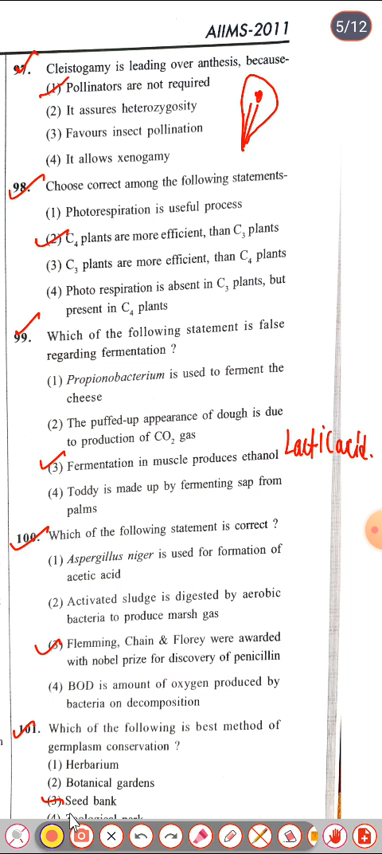 AIIMS-2011
5/12
97. Cleistogamy is leading over anthesis, because-
(1) Pollinators are not required
(2) It assures heterozygosity
(3) Favours insect pollination
(4) It allows xenogamy
98. Choose correct among the following statements-
(1) Photorespiration is useful process
(2) C₄ plants are more efficient, than C₃ plants
(3) C₃ plants are more efficient, than C₄ plants
(4) Photo respiration is absent in C₃ plants, but
present in C₄ plants
99. Which of the following statement is false
regarding fermentation ?
(1) Propionobacterium is used to ferment the
cheese
(2) The puffed-up appearance of dough is due
to production of CO₂ gas
(3) Fermentation in muscle produces ethanol Lactic acid.
(4) Toddy is made up by fermenting sap from
palms
100. Which of the following statement is correct ?
(1) Aspergillus niger is used for formation of
acetic acid
(2) Activated sludge is digested by aerobic
bacteria to produce marsh gas
(3) Flemming, Chain & Florey were awarded
with nobel prize for discovery of penicillin
(4) BOD is amount of oxygen produced by
bacteria on decomposition
101. Which of the following is best method of
germplasm conservation ?
(1) Herbarium
(2) Botanical gardens
(3) Seed bank